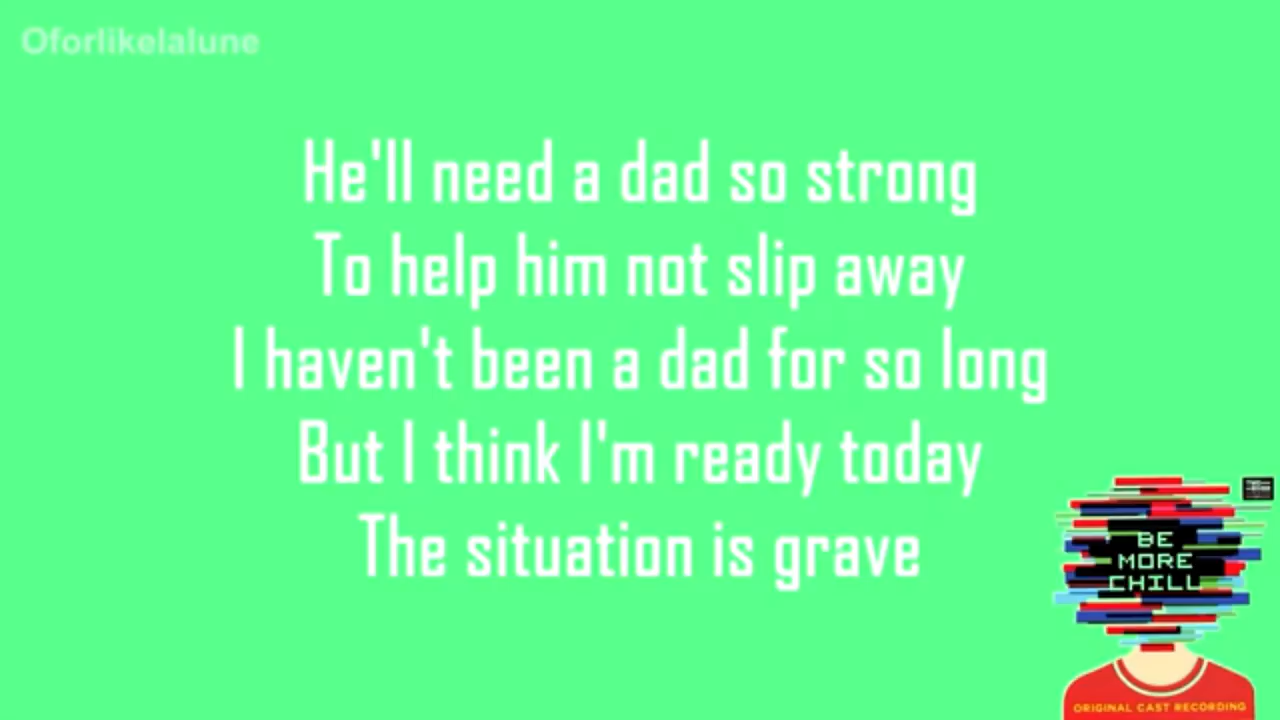 Oforlikelalune
He'll need a dad so strong
To help him not slip away
I haven't been a dad for so long
But I think I'm ready today
The situation is grave
BE
MORE
CHILL
ORIGINAL CAST RECORDING